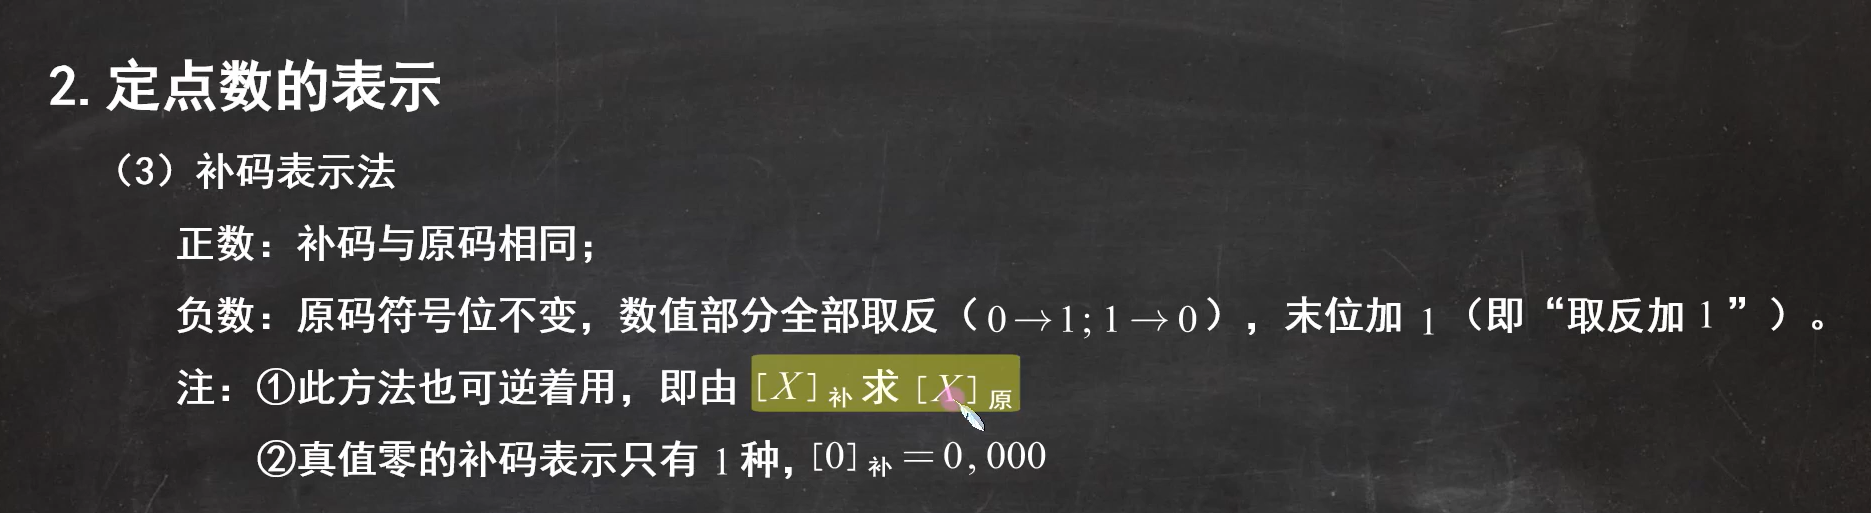 2. 定点数的表示
（3）补码表示法
正数：补码与原码相同；
负数：原码符号位不变，数值部分全部取反（0→1；1→0），末位加 1（即“取反加 1”）。
注：①此方法也可逆着用，即由 [X]补 求 [X]原
②真值零的补码表示只有 1 种，[0]补 = 0,000